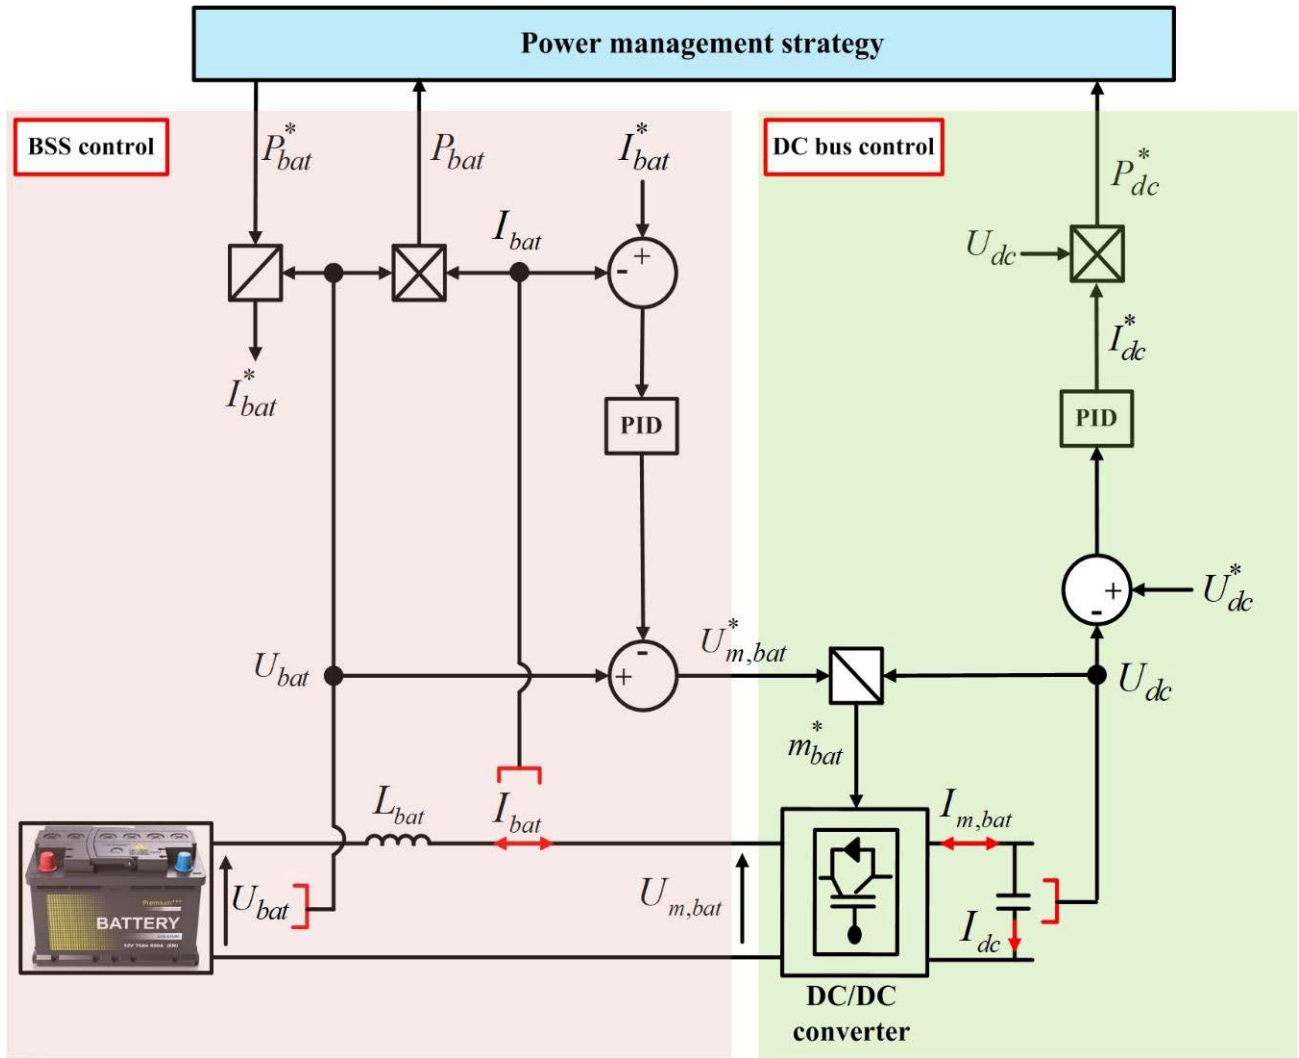 Power management strategy
BSS control
DC bus control
P*bat
Pbat
I*bat
P*dc
Ibat
+
-
Udc
I*dc
I*bat
PID
PID
+
-
U*dc
-
+
Ubat
U*m,bat
Udc
m*bat
Lbat
Ibat
Im,bat
Ubat
Premium
BATTERY
Um,bat
Idc
DC/DC
converter